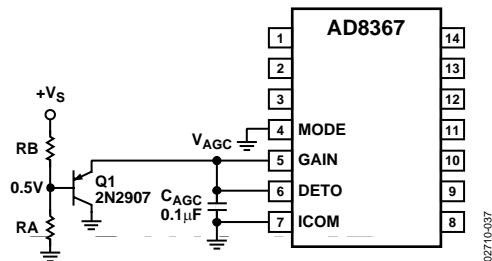 AD8367
1
2
3
4 MODE
5 GAIN
6 DETO
7 ICOM
14
13
12
11
10
9
8
+VS
RB
0.5V
RA
Q1
2N2907
VAGC
CAGC
0.1µF
02710-037